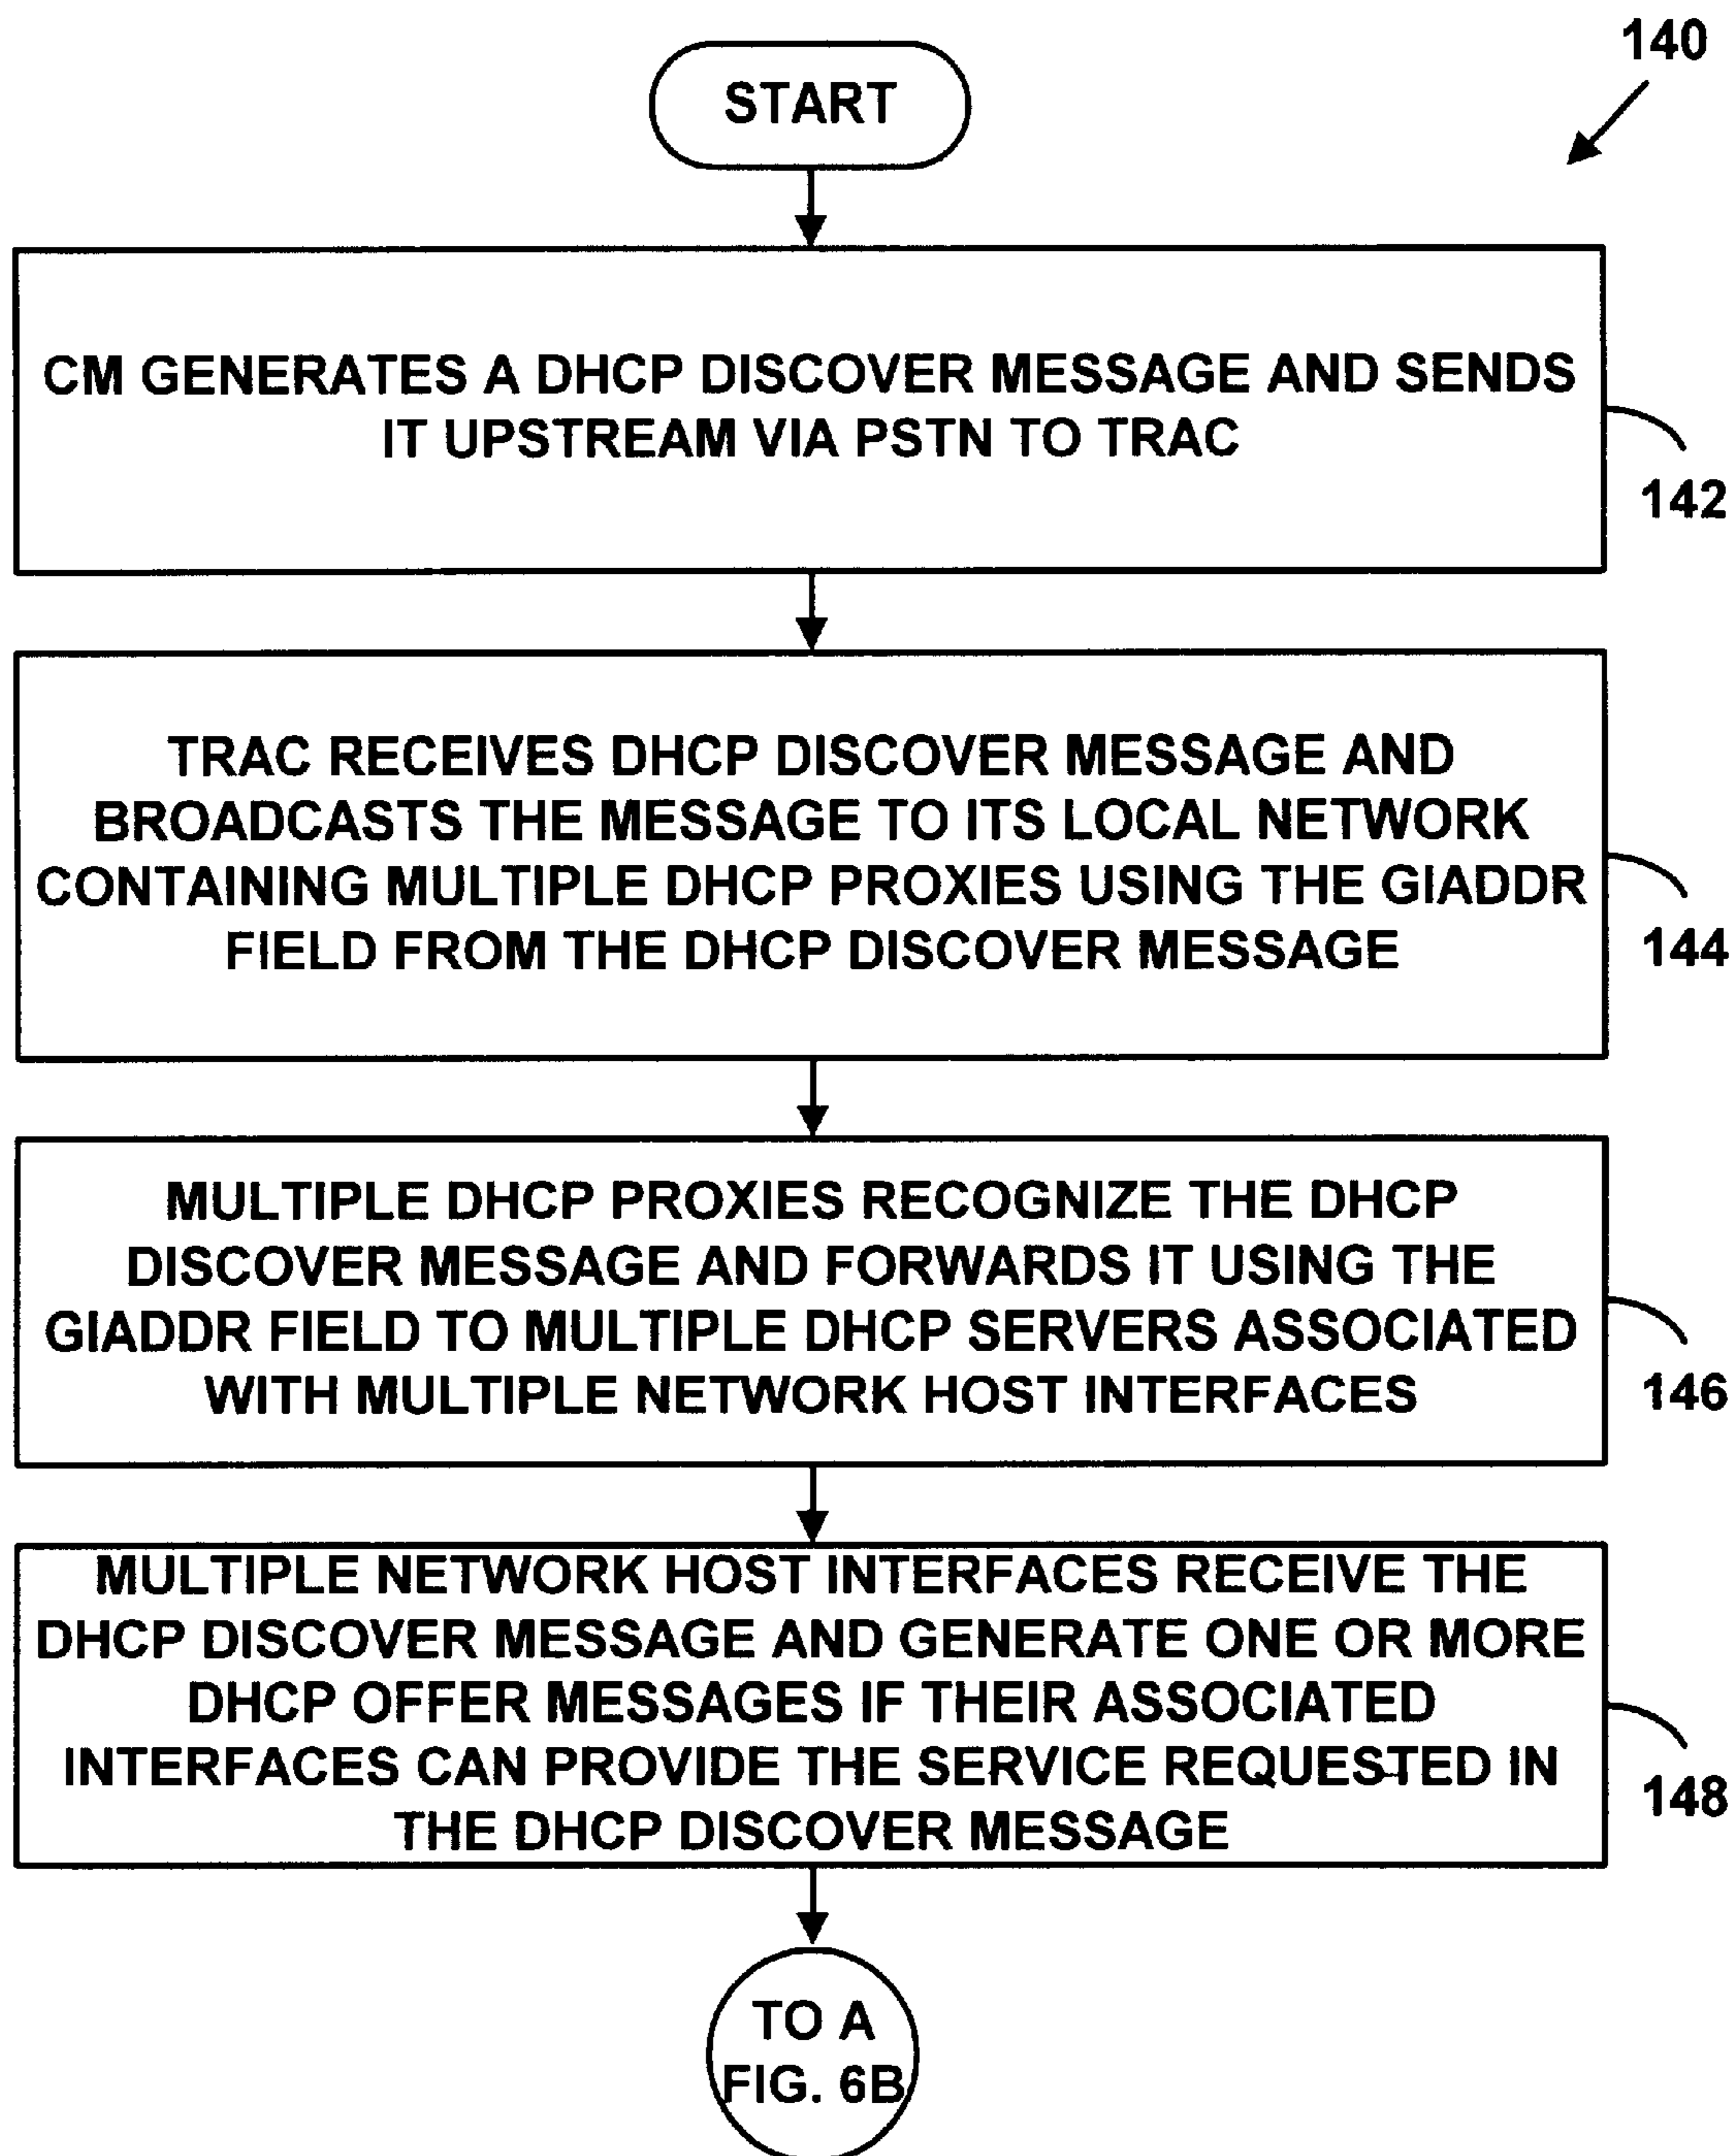 140
START
CM GENERATES A DHCP DISCOVER MESSAGE AND SENDS
IT UPSTREAM VIA PSTN TO TRAC
142
TRAC RECEIVES DHCP DISCOVER MESSAGE AND
BROADCASTS THE MESSAGE TO ITS LOCAL NETWORK
CONTAINING MULTIPLE DHCP PROXIES USING THE GIADDR
FIELD FROM THE DHCP DISCOVER MESSAGE
144
MULTIPLE DHCP PROXIES RECOGNIZE THE DHCP
DISCOVER MESSAGE AND FORWARDS IT USING THE
GIADDR FIELD TO MULTIPLE DHCP SERVERS ASSOCIATED
WITH MULTIPLE NETWORK HOST INTERFACES
146
MULTIPLE NETWORK HOST INTERFACES RECEIVE THE
DHCP DISCOVER MESSAGE AND GENERATE ONE OR MORE
DHCP OFFER MESSAGES IF THEIR ASSOCIATED
INTERFACES CAN PROVIDE THE SERVICE REQUESTED IN
THE DHCP DISCOVER MESSAGE
148
TO A
FIG. 6B